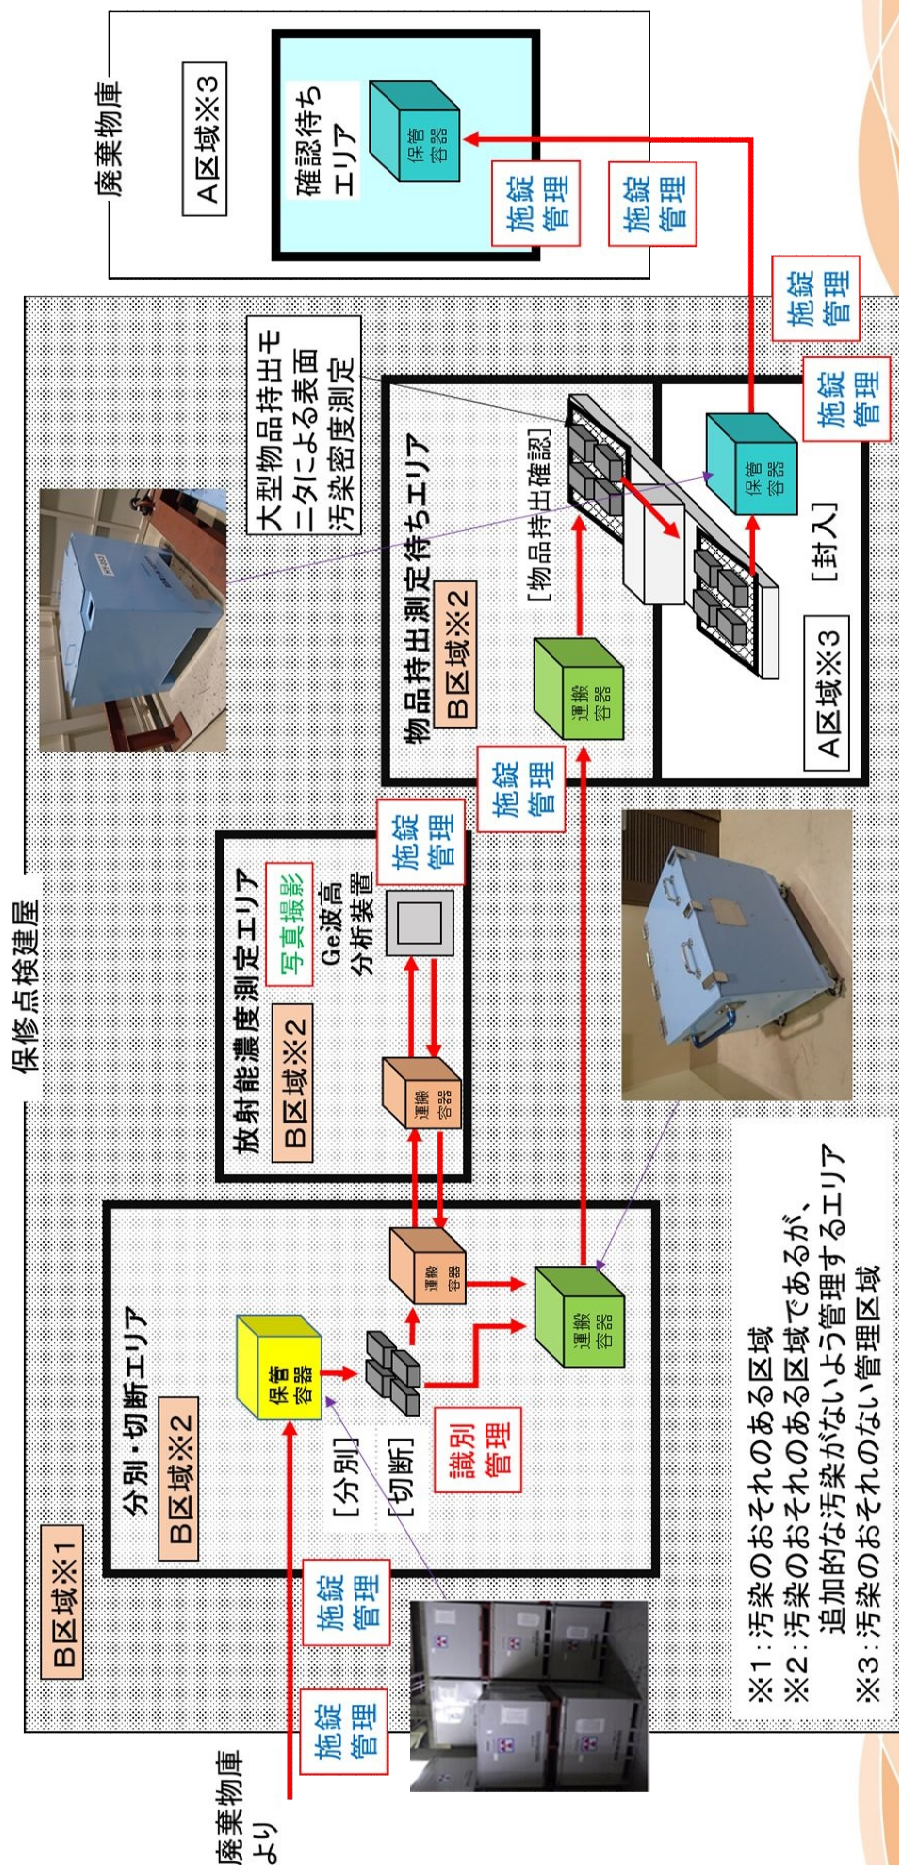 保修点検建屋
廃棄物庫
B区域※1
廃棄物庫
より
施錠
管理
施錠
管理
分別・切断エリア
B区域※2
保管
容器
[分別]
[切断]
識別
管理
運搬
容器
運搬
容器
放射能濃度測定エリア
B区域※2
写真撮影
Ge波高
分析装置
運搬
容器
施錠
管理
大型物品持出モ
ニタによる表面
汚染密度測定
物品持出測定待ちエリア
B区域※2
施錠
管理
運搬
容器
[物品持出確認]
保管
容器
[封入]
A区域※3
施錠
管理
施錠
管理
A区域※3
確認待ち
エリア
保管
容器
施錠
管理
施錠
管理
※1:汚染のおそれのある区域
※2:汚染のおそれのある区域であるが、
追加的な汚染がないよう管理するエリア
※3:汚染のおそれのない管理区域